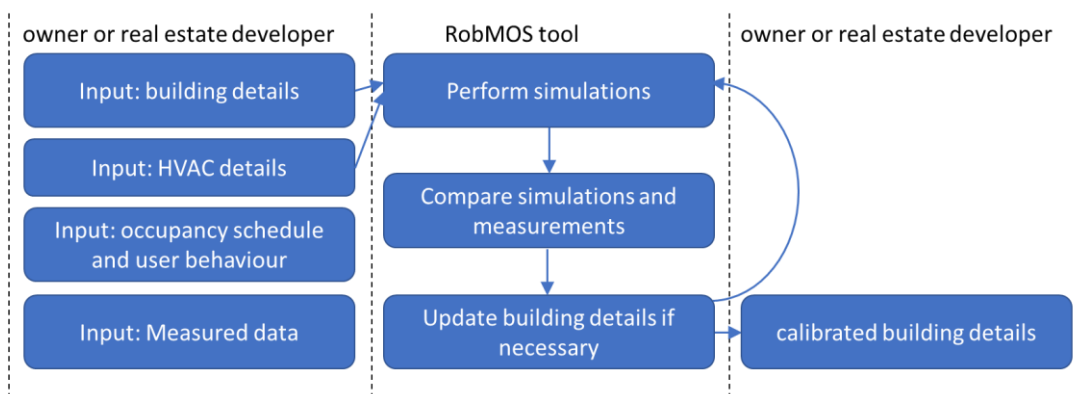 owner or real estate developer
RobMOS tool
owner or real estate developer
Input: building details
Input: HVAC details
Input: occupancy schedule
and user behaviour
Input: Measured data
Perform simulations
Compare simulations and
measurements
Update building details if
necessary
calibrated building details